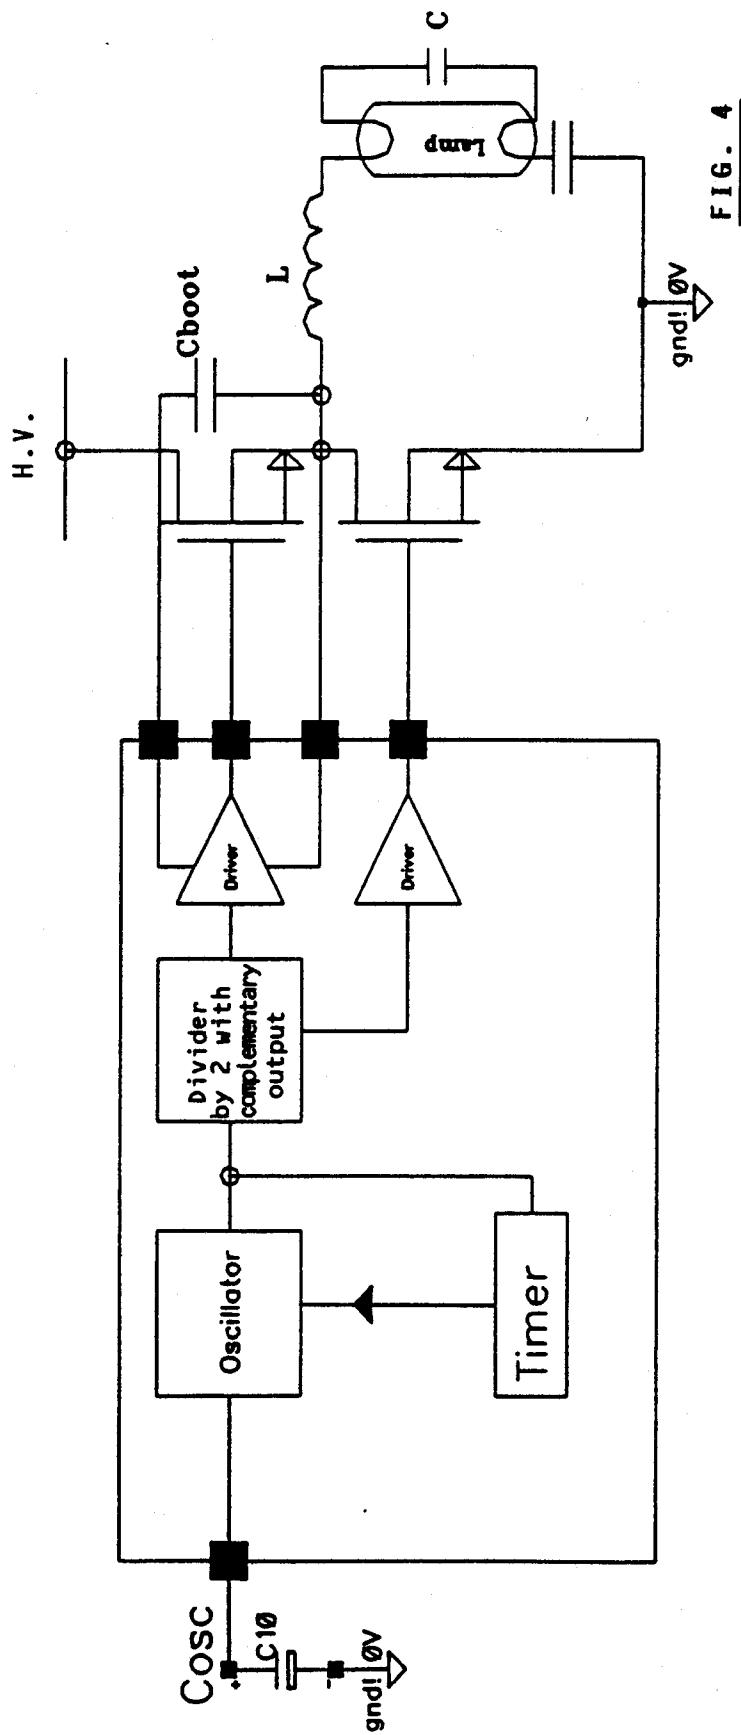 H.V.
Cboot
L
C
Lamp
gnd! 0V
FIG. 4
Driver
Driver
Divider
by 2 with
complementary
output
Oscillator
Timer
Cosc
+
C10
-
gnd! 0V